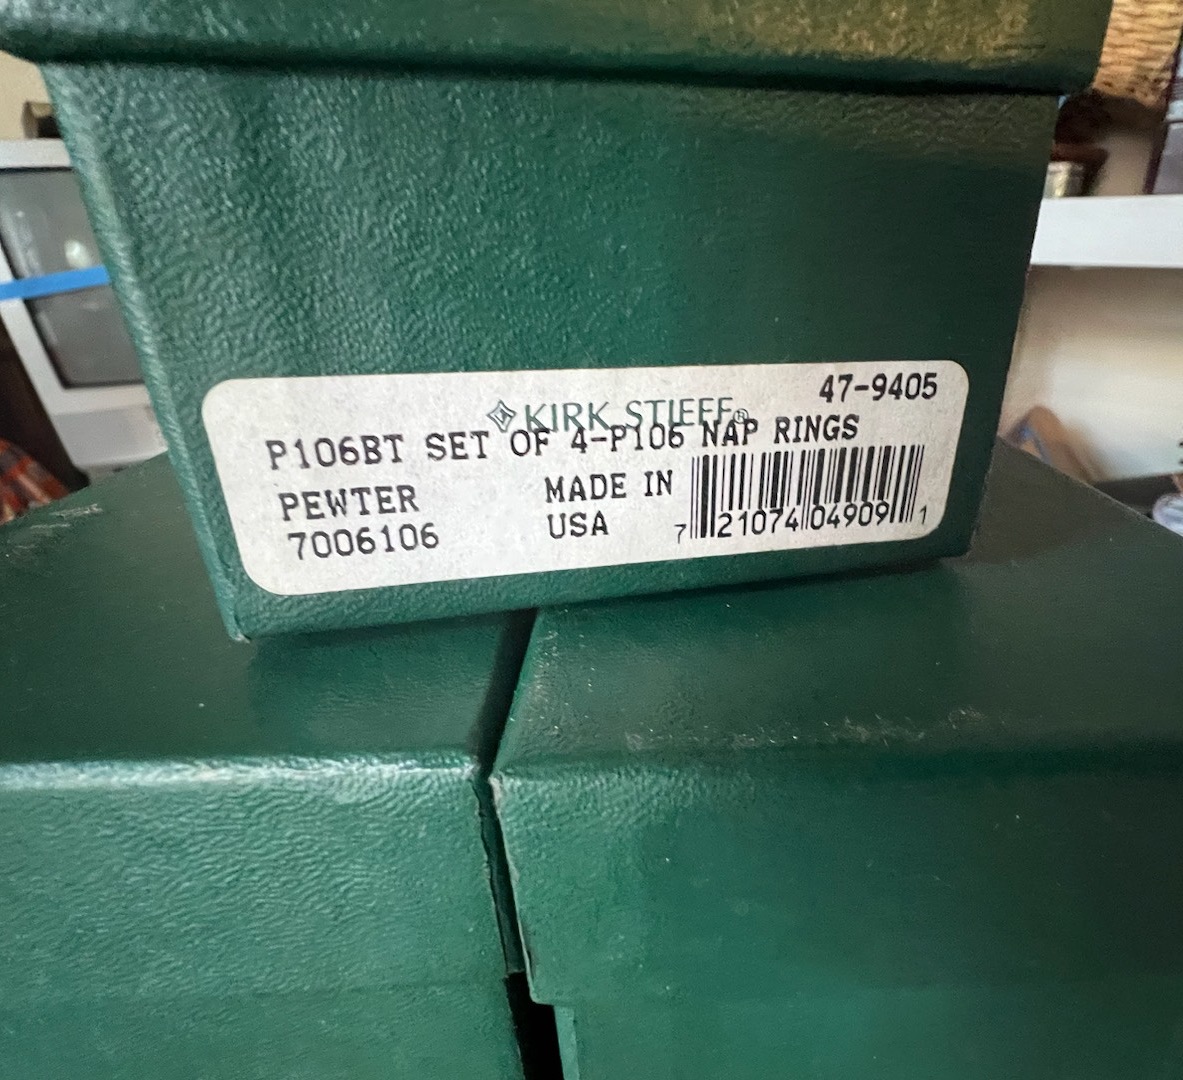 47-9405
KIRK STIEFF®
P106BT SET OF 4-P106 NAP RINGS
PEWTER
MADE IN
7006106
USA
7 21074 04909 1